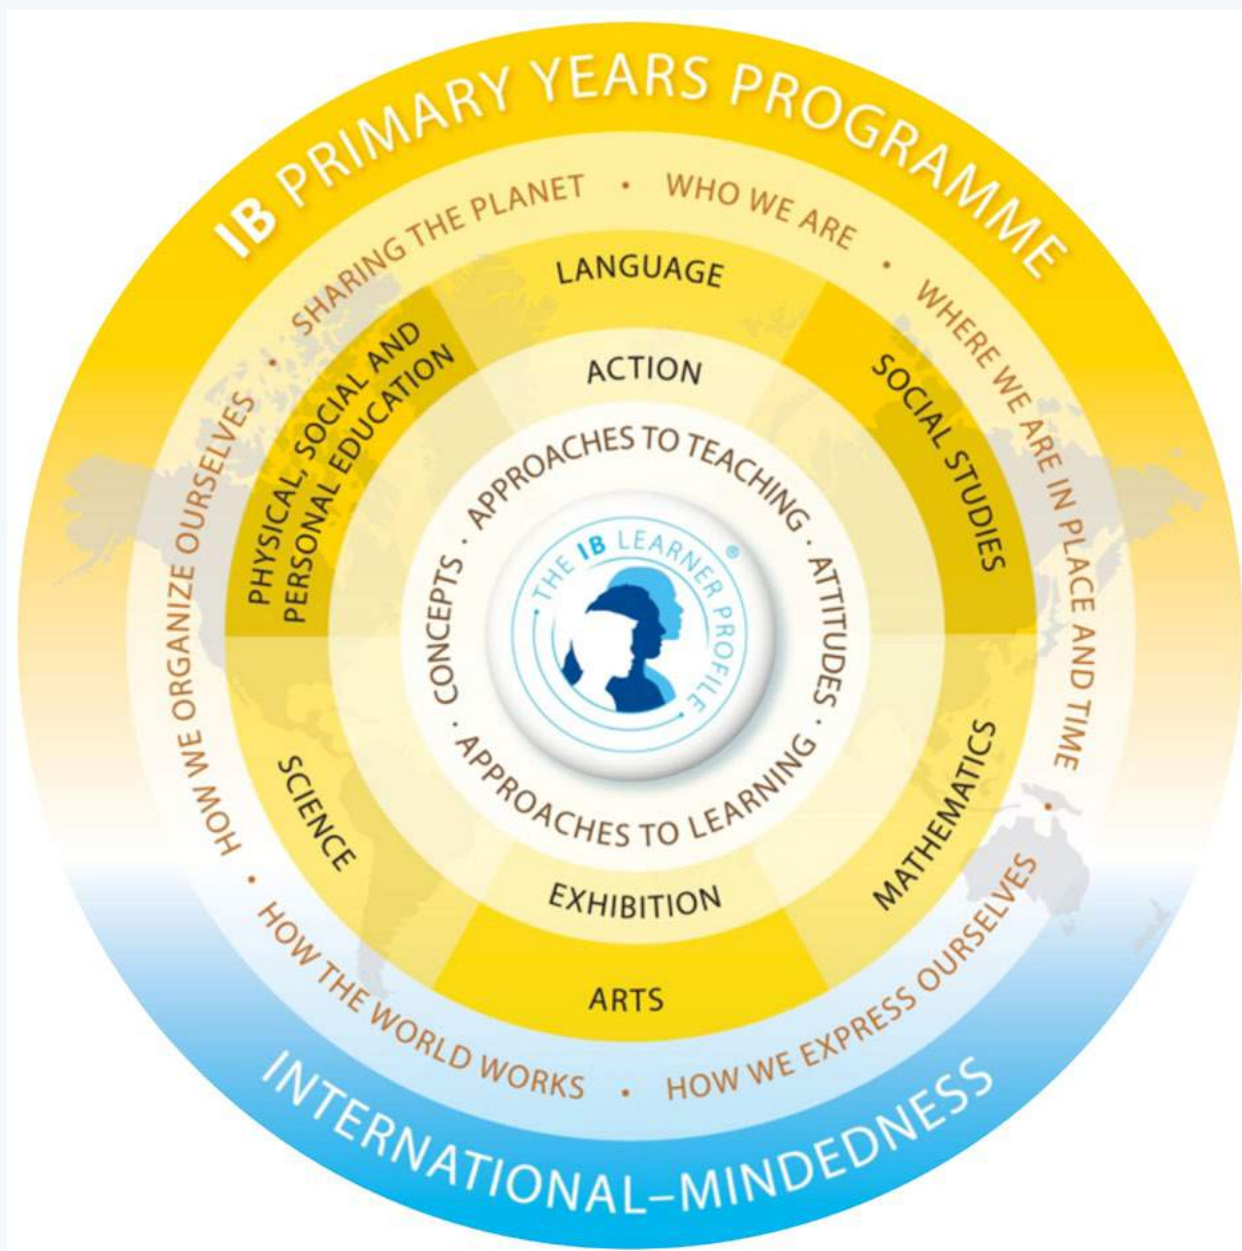 IB PRIMARY YEARS PROGRAMME
SHARING THE PLANET • WHO WE ARE • WHERE WE ARE IN PLACE AND TIME • HOW WE EXPRESS OURSELVES • HOW THE WORLD WORKS • HOW WE ORGANIZE OURSELVES •
LANGUAGE
SOCIAL STUDIES
MATHEMATICS
ARTS
SCIENCE
PHYSICAL, SOCIAL AND
PERSONAL EDUCATION
ACTION
EXHIBITION
APPROACHES TO TEACHING • ATTITUDES • APPROACHES TO LEARNING • CONCEPTS •
THE IB LEARNER PROFILE ®
INTERNATIONAL–MINDEDNESS